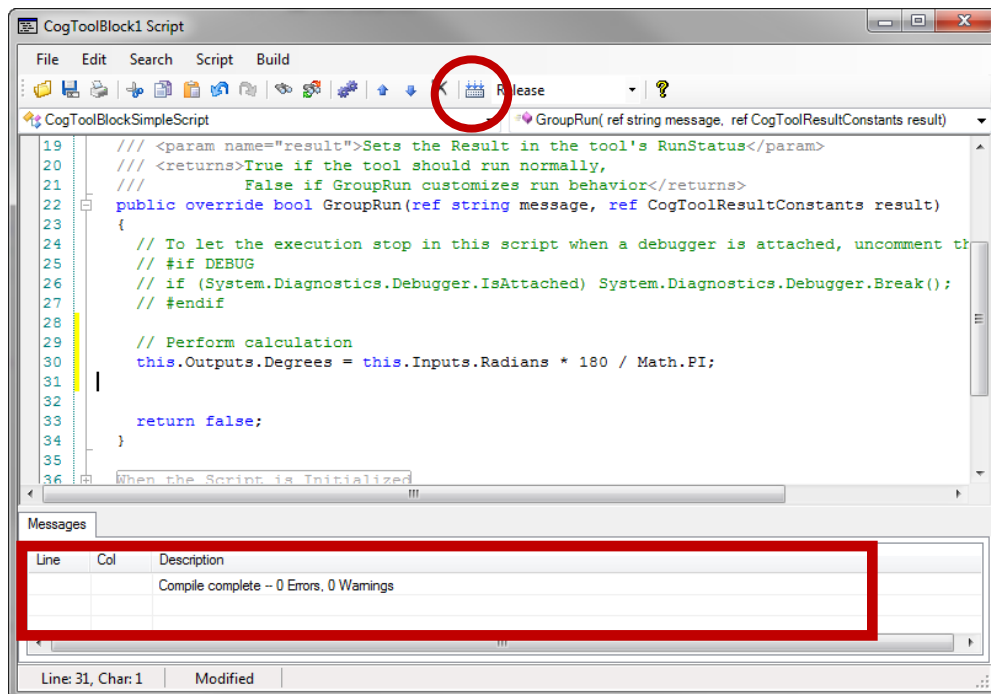 CogToolBlock1 Script
File Edit Search Script Build
Release
CogToolBlockSimpleScript
GroupRun( ref string message, ref CogToolResultConstants result)
19 /// <param name="result">Sets the Result in the tool's RunStatus</param>
20 /// <returns>True if the tool should run normally,
21 /// False if GroupRun customizes run behavior</returns>
22 public override bool GroupRun(ref string message, ref CogToolResultConstants result)
23 {
24 // To let the execution stop in this script when a debugger is attached, uncomment th
25 // #if DEBUG
26 // if (System.Diagnostics.Debugger.IsAttached) System.Diagnostics.Debugger.Break();
27 // #endif
28
29 // Perform calculation
30 this.Outputs.Degrees = this.Inputs.Radians * 180 / Math.PI;
31
32
33 return false;
34 }
35
36 When the Script is Initialized
Messages
Line Col Description
Compile complete -- 0 Errors, 0 Warnings
Line: 31, Char: 1 Modified